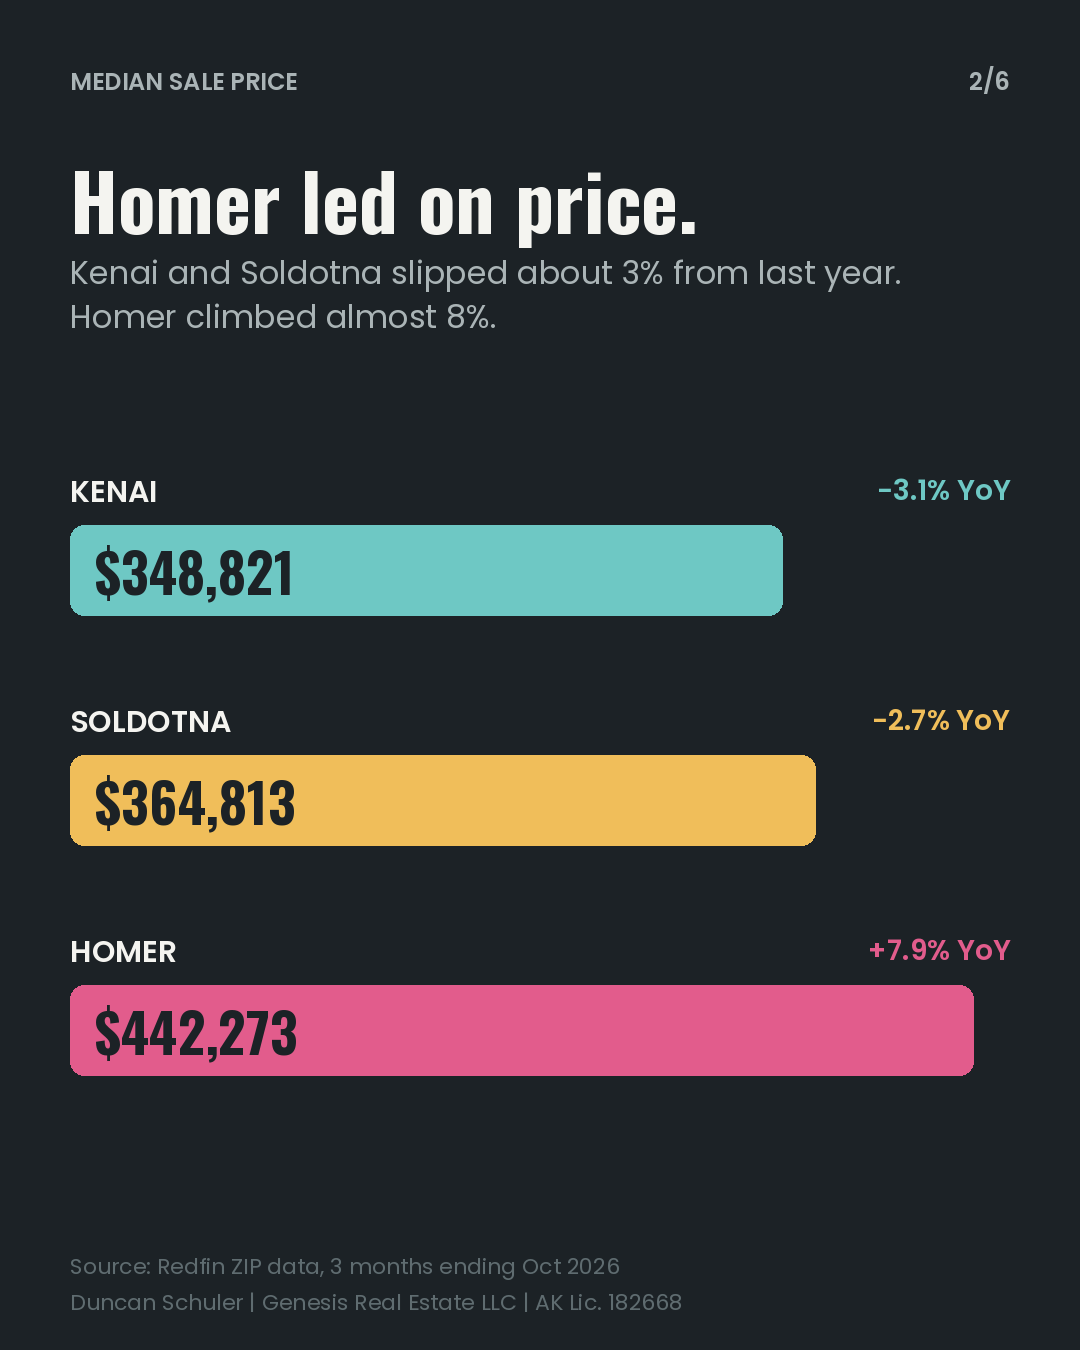 MEDIAN SALE PRICE
2/6
Homer led on price.
Kenai and Soldotna slipped about 3% from last year.
Homer climbed almost 8%.
KENAI
-3.1% YoY
$348,821
SOLDOTNA
-2.7% YoY
$364,813
HOMER
+7.9% YoY
$442,273
Source: Redfin ZIP data, 3 months ending Oct 2026
Duncan Schuler | Genesis Real Estate LLC | AK Lic. 182668